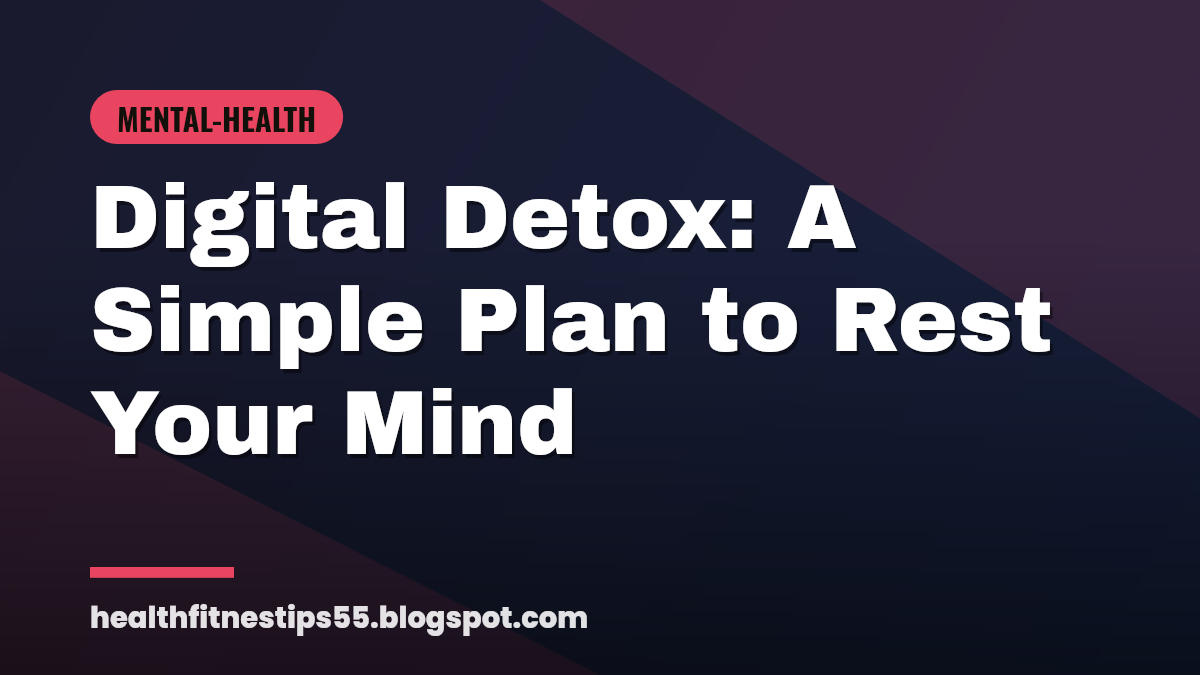 MENTAL-HEALTH
Digital Detox: A
Simple Plan to Rest
Your Mind
healthfitnestips55.blogspot.com